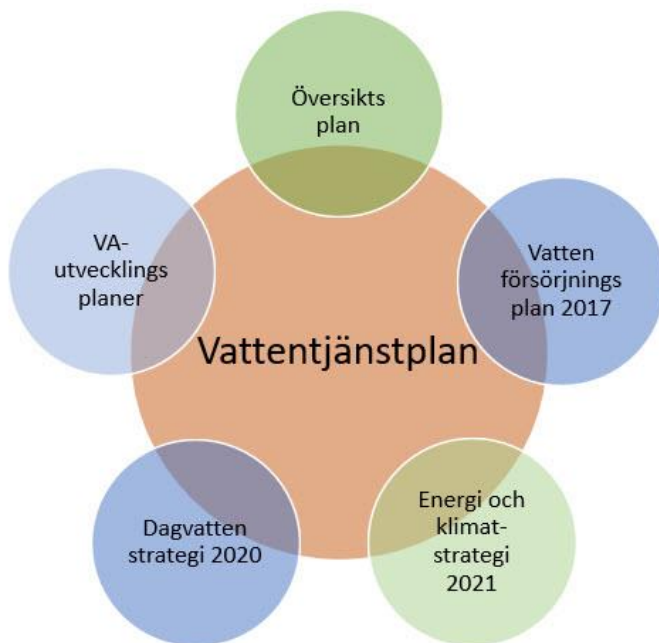 Översikts
plan
VA-
utvecklings
planer
Vatten
försörjnings
plan 2017
Vattentjänstplan
Dagvatten
strategi 2020
Energi och
klimat-
strategi
2021